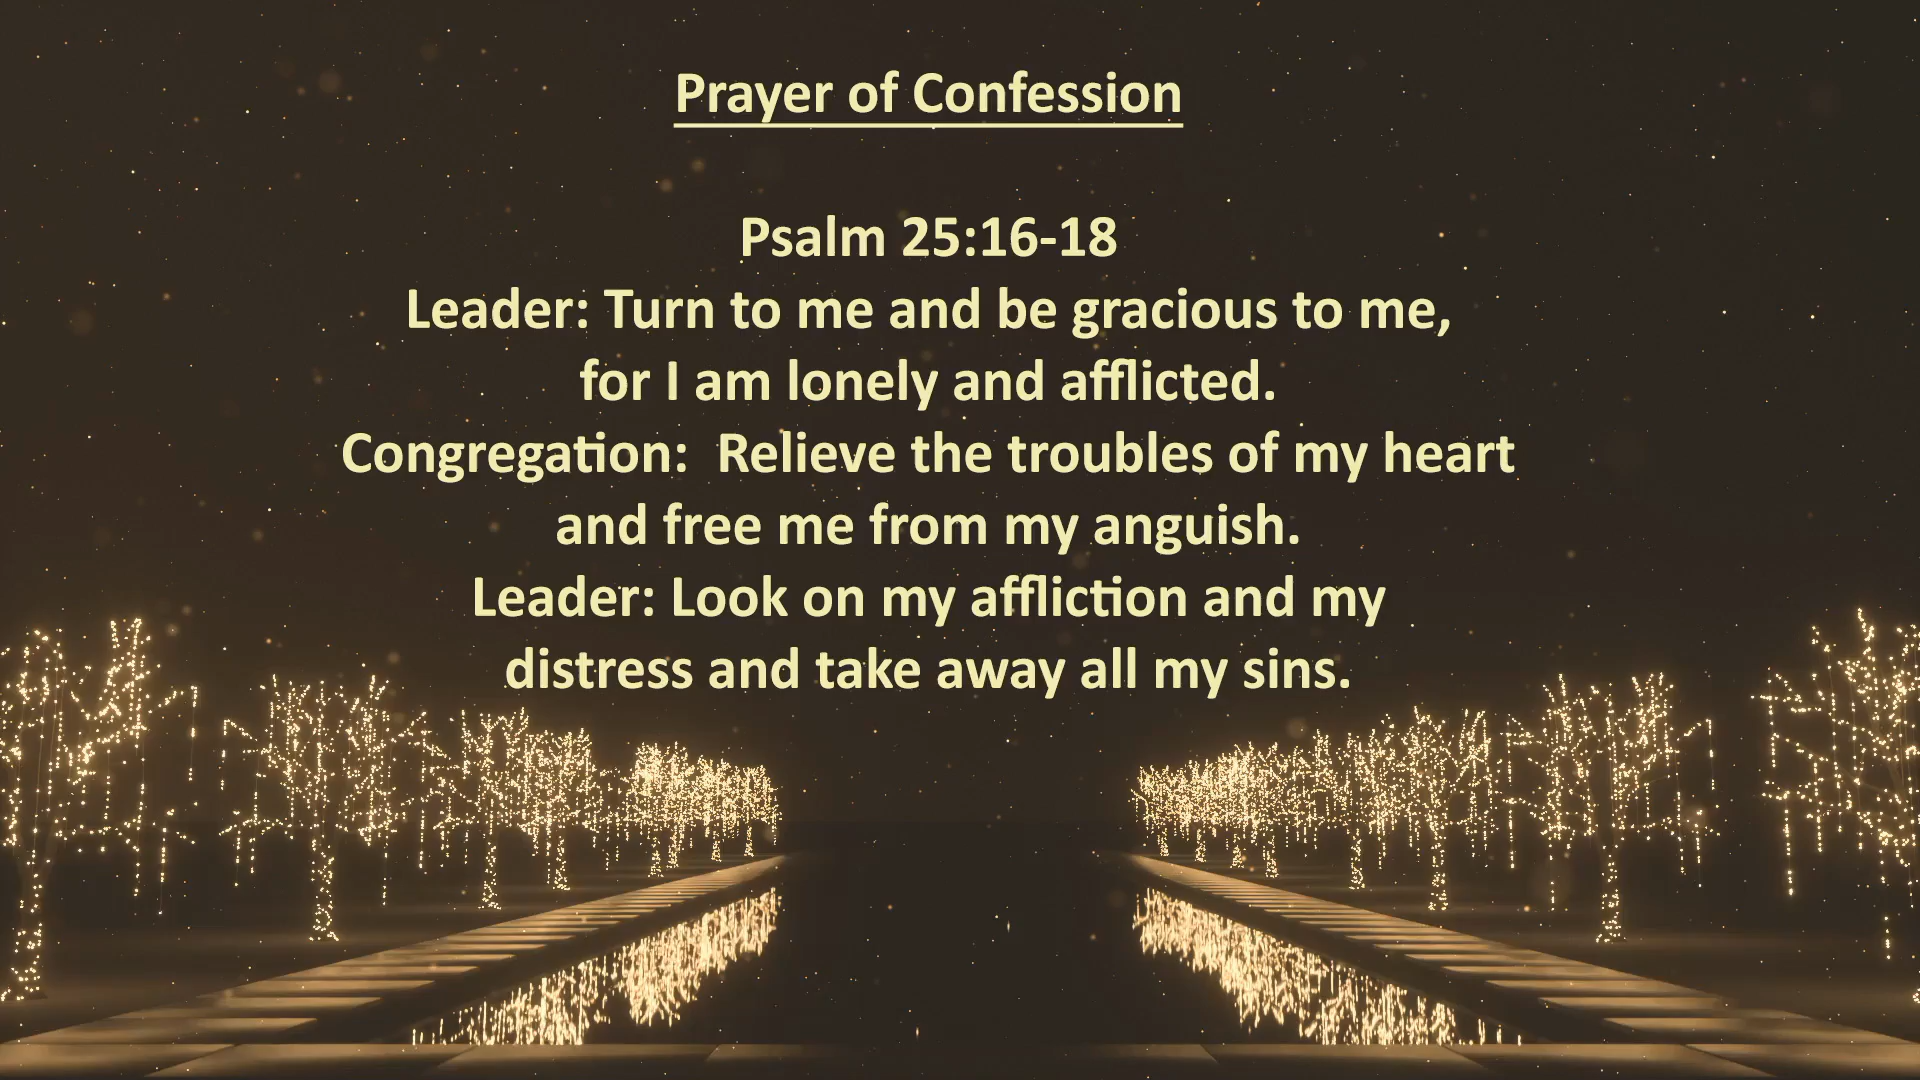 Prayer of Confession
Psalm 25:16-18
Leader: Turn to me and be gracious to me,
for I am lonely and afflicted.
Congregation:  Relieve the troubles of my heart
and free me from my anguish.
Leader: Look on my affliction and my
distress and take away all my sins.